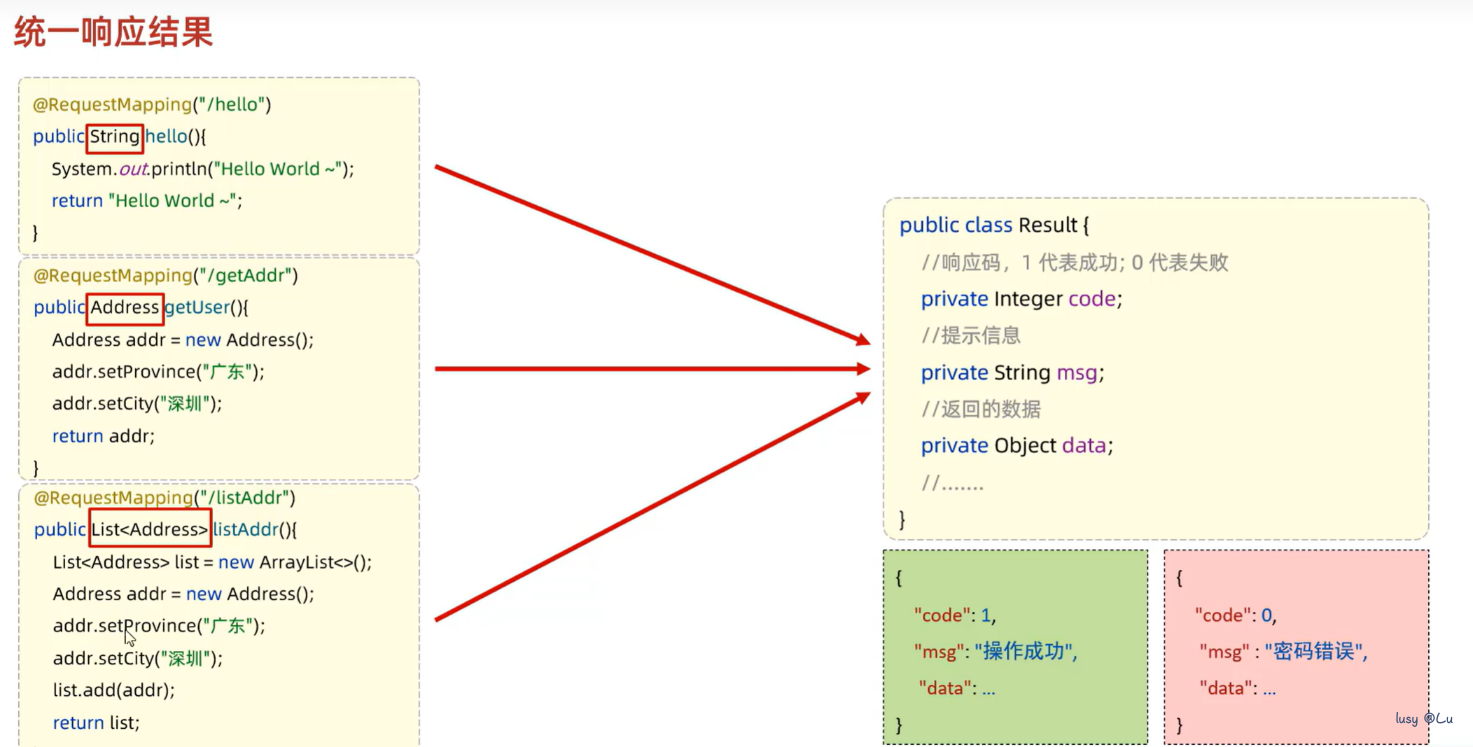 统一响应结果
@RequestMapping("/hello")
public String hello(){
System.out.println("Hello World ~");
return "Hello World ~";
}
@RequestMapping("/getAddr")
public Address getUser(){
Address addr = new Address();
addr.setProvince("广东");
addr.setCity("深圳");
return addr;
}
@RequestMapping("/listAddr")
public List<Address> listAddr(){
List<Address> list = new ArrayList<>();
Address addr = new Address();
addr.setProvince("广东");
addr.setCity("深圳");
list.add(addr);
return list;
public class Result {
//响应码，1 代表成功; 0 代表失败
private Integer code;
//提示信息
private String msg;
//返回的数据
private Object data;
//.......
}
{
"code": 1,
"msg": "操作成功",
"data": ...
}
{
"code": 0,
"msg" : "密码错误",
"data": ...
}
lusy @Lu